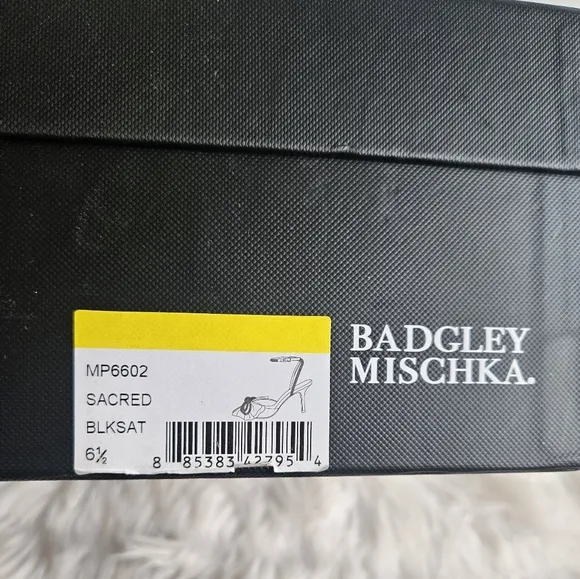 BADGLEY
MISCHKA.
MP6602
SACRED
BLKSAT
6½
8 85383 42795 4